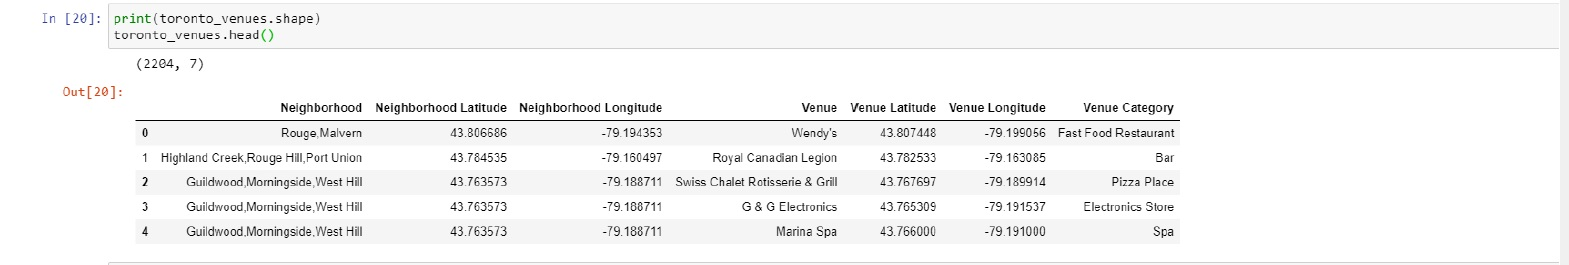 In [20]: print(toronto_venues.shape)
toronto_venues.head()
(2204, 7)
Out[20]:
Neighborhood Neighborhood Latitude Neighborhood Longitude Venue Venue Latitude Venue Longitude Venue Category
0 Rouge,Malvern 43.806686 -79.194353 Wendy's 43.807448 -79.199056 Fast Food Restaurant
1 Highland Creek,Rouge Hill,Port Union 43.784535 -79.160497 Royal Canadian Legion 43.782533 -79.163085 Bar
2 Guildwood,Morningside,West Hill 43.763573 -79.188711 Swiss Chalet Rotisserie & Grill 43.767697 -79.189914 Pizza Place
3 Guildwood,Morningside,West Hill 43.763573 -79.188711 G & G Electronics 43.765309 -79.191537 Electronics Store
4 Guildwood,Morningside,West Hill 43.763573 -79.188711 Marina Spa 43.766000 -79.191000 Spa